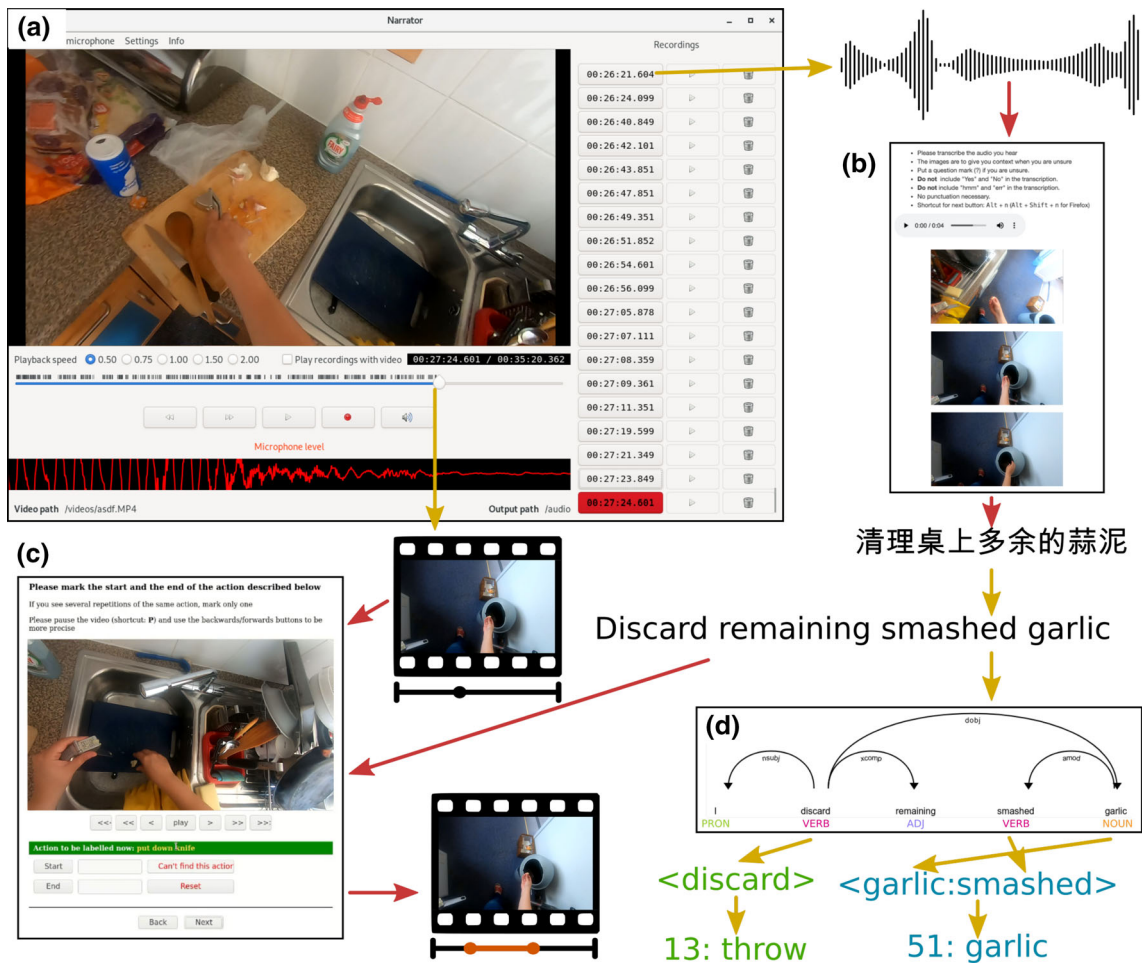 (a)
Narrator
microphone Settings Info
Recordings
00:26:21.604
00:26:24.099
00:26:40.849
00:26:42.101
00:26:43.851
00:26:47.851
00:26:49.351
00:26:51.852
00:26:54.601
00:26:56.099
00:27:05.878
00:27:07.111
00:27:08.359
00:27:09.361
00:27:11.351
00:27:19.599
00:27:21.349
00:27:23.849
00:27:24.601
FAIRY
Playback speed 0.50 0.75 1.00 1.50 2.00 Play recordings with video 00:27:24.601 / 00:35:20.362
Microphone level
Video path /videos/asdf.MP4 Output path /audio
(b)
• Please transcribe the audio you hear
• The images are to give you context when you are unsure
• Put a question mark (?) if you are unsure.
• Do not include "Yes" and "No" in the transcription.
• Do not include "hmm" and "err" in the transcription.
• No punctuation necessary.
• Shortcut for next button: Alt + n (Alt + Shift + n for Firefox)
0:00 / 0:04
清理桌上多余的蒜泥
Discard remaining smashed garlic
(c)
Please mark the start and the end of the action described below
If you see several repetitions of the same action, mark only one
Please pause the video (shortcut: P) and use the backwards/forwards buttons to be
more precise
<<< << < play > >> >>>
Action to be labelled now: put down knife
Start Can't find this action
End Reset
Back Next
(d)
dobj
nsubj xcomp amod
I discard remaining smashed garlic
PRON VERB ADJ VERB NOUN
<discard> <garlic:smashed>
13: throw 51: garlic